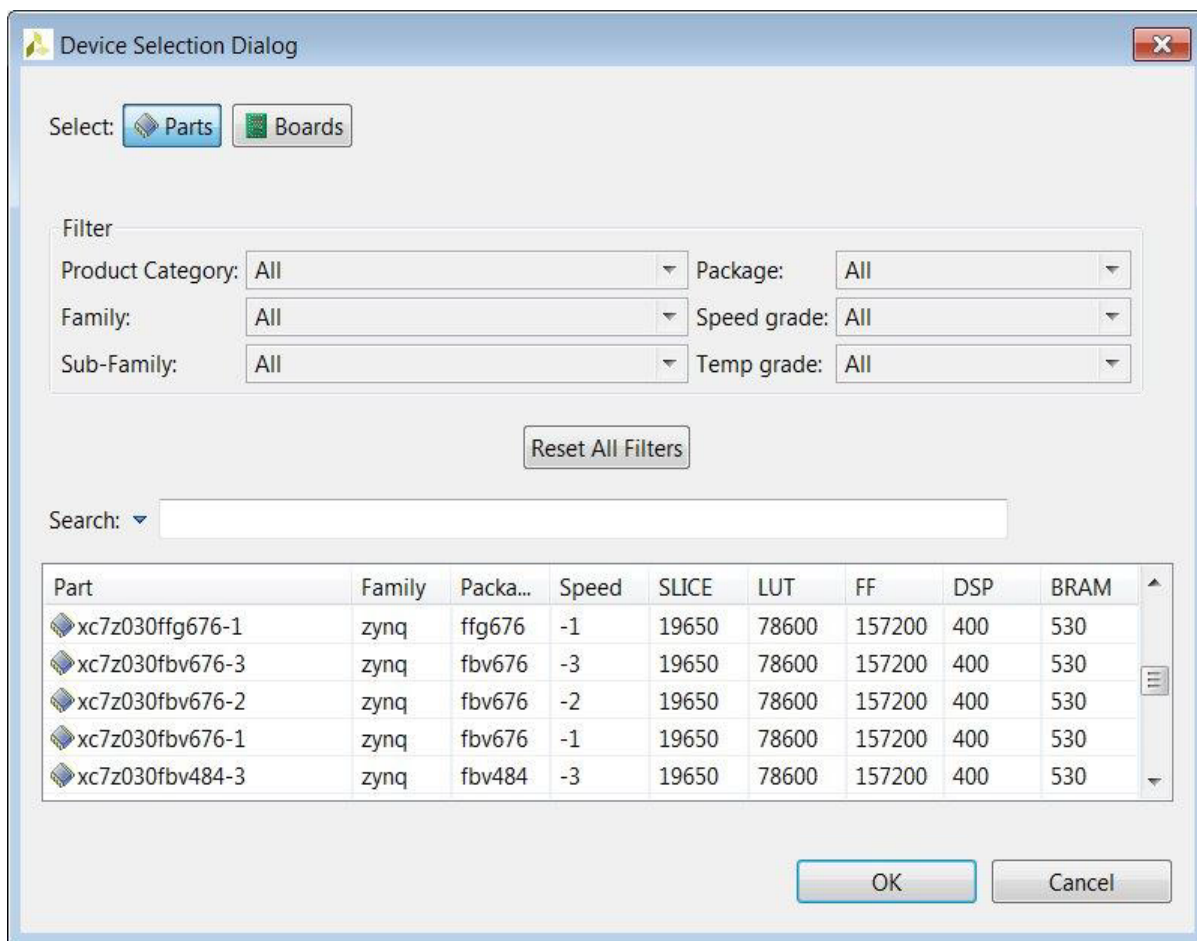 Device Selection Dialog
Select: Parts Boards
Filter
Product Category: All Package: All
Family: All Speed grade: All
Sub-Family: All Temp grade: All
Reset All Filters
Search:
Part Family Packa... Speed SLICE LUT FF DSP BRAM
xc7z030ffg676-1 zynq ffg676 -1 19650 78600 157200 400 530
xc7z030fbv676-3 zynq fbv676 -3 19650 78600 157200 400 530
xc7z030fbv676-2 zynq fbv676 -2 19650 78600 157200 400 530
xc7z030fbv676-1 zynq fbv676 -1 19650 78600 157200 400 530
xc7z030fbv484-3 zynq fbv484 -3 19650 78600 157200 400 530
OK Cancel